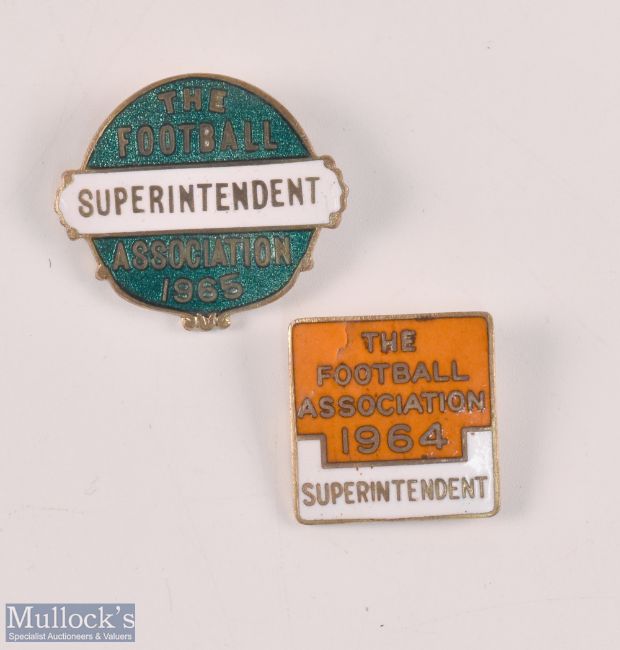 THE
FOOTBALL
SUPERINTENDENT
ASSOCIATION
1965
THE
FOOTBALL
ASSOCIATION
1964
SUPERINTENDENT
Mullock's
Specialist Auctioneers & Valuers